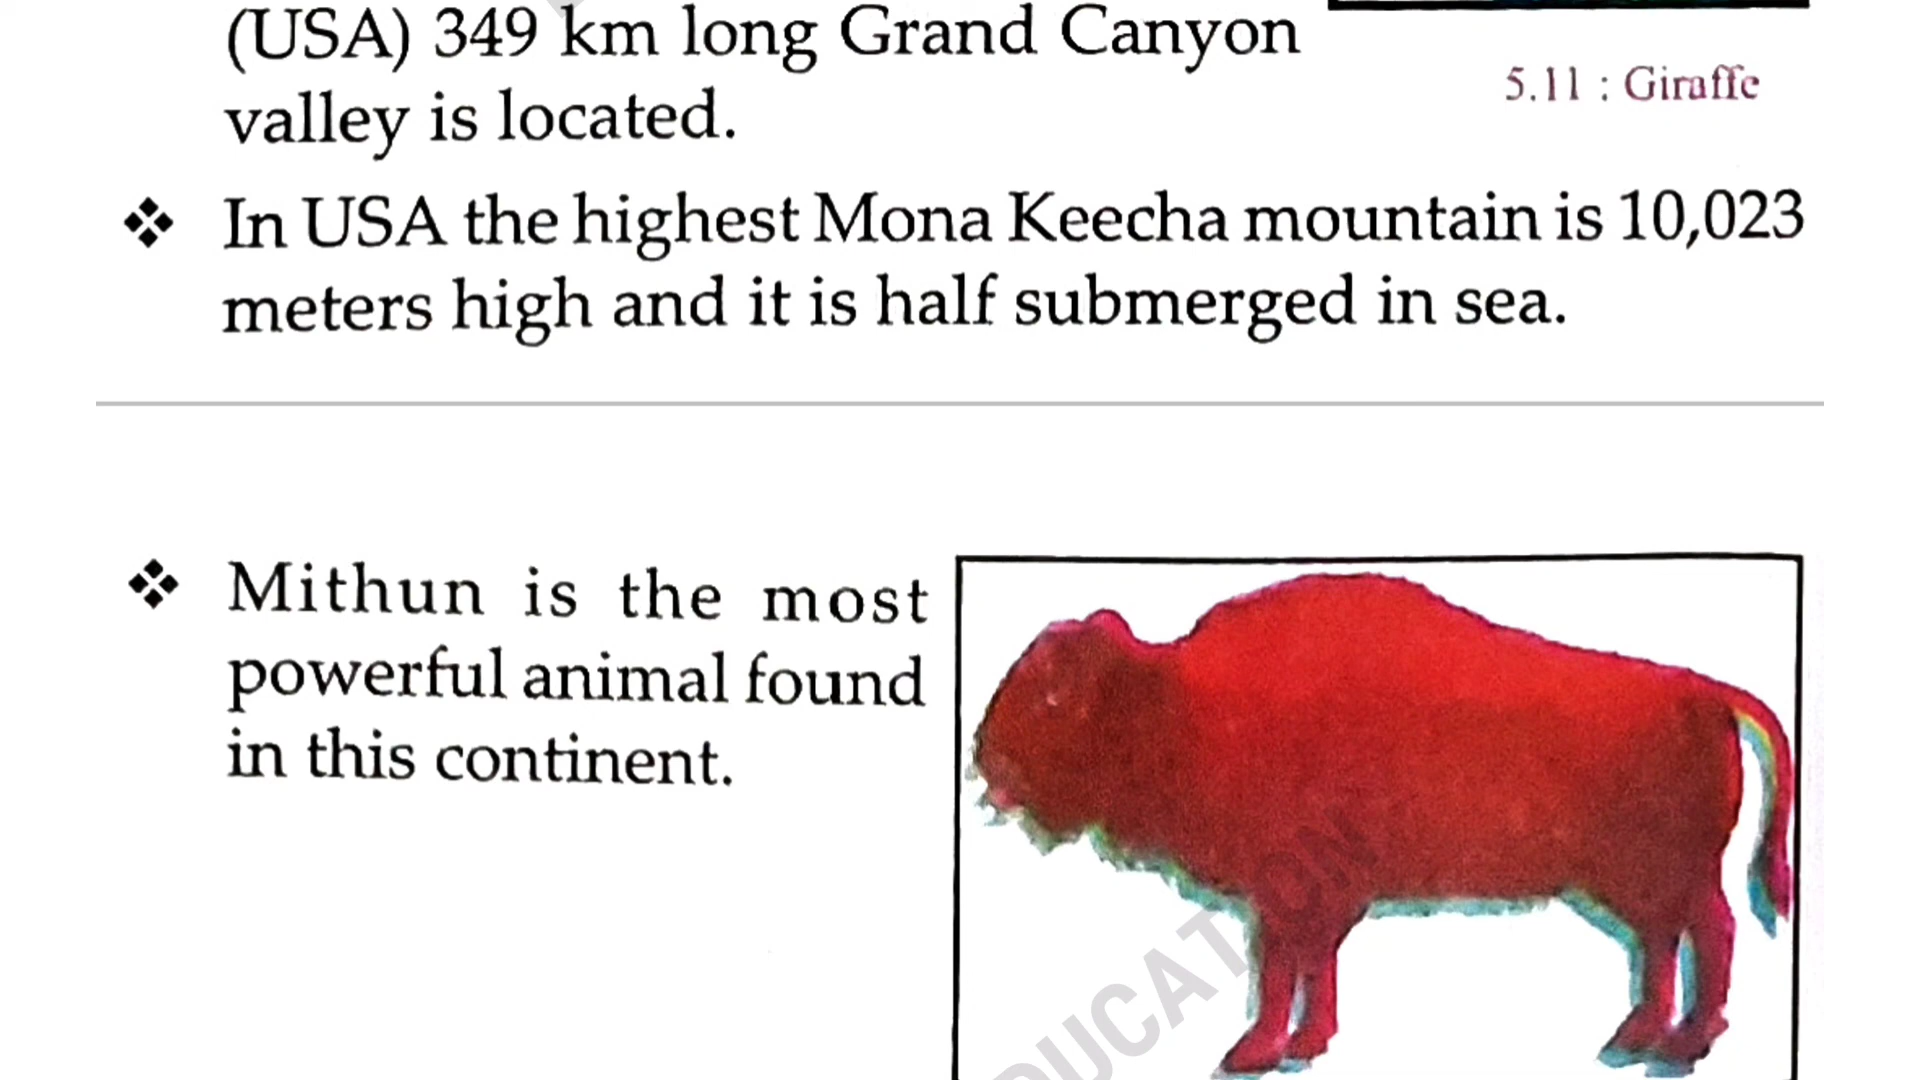 (USA) 349 km long Grand Canyon
valley is located.
5.11 : Giraffe
❖ In USA the highest Mona Keecha mountain is 10,023
meters high and it is half submerged in sea.
❖ Mithun is the most
powerful animal found
in this continent.
DUCATION